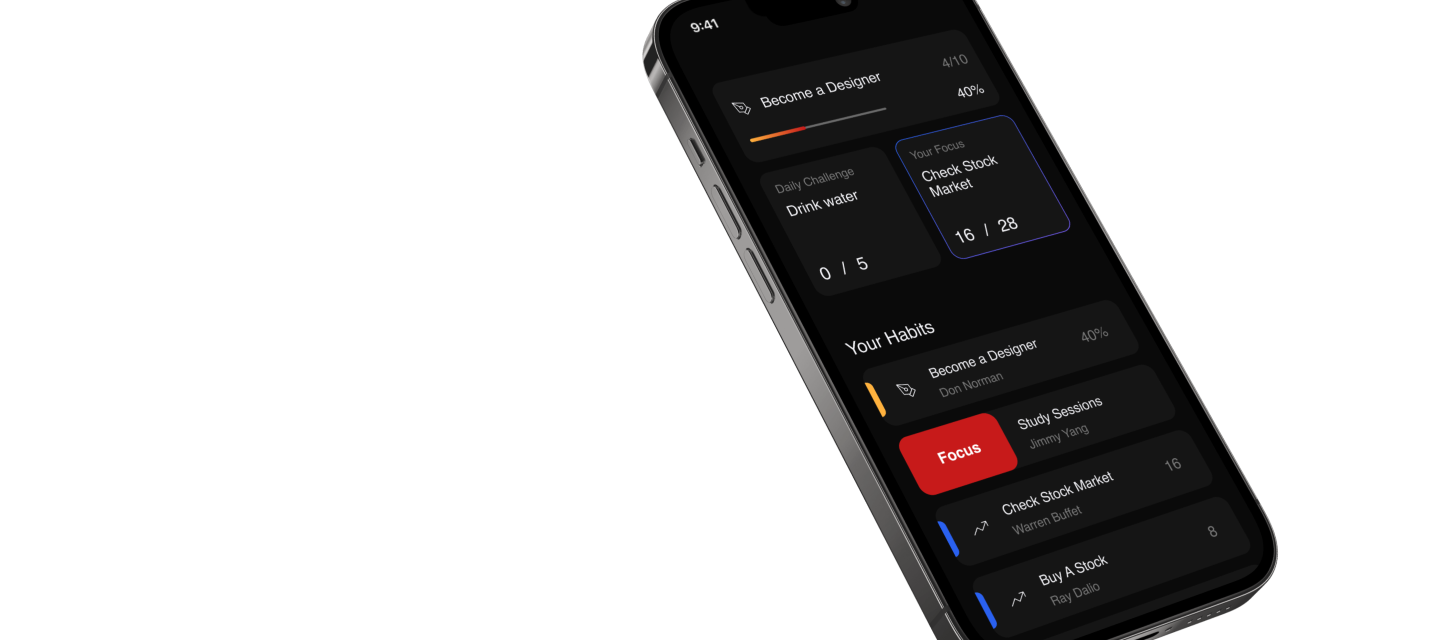 9:41
Become a Designer
4/10
40%
Daily Challenge
Drink water
0 / 5
Your Focus
Check Stock
Market
16 / 28
Your Habits
Become a Designer
Don Norman
40%
Focus
Study Sessions
Jimmy Yang
Check Stock Market
Warren Buffet
16
Buy A Stock
Ray Dalio
8